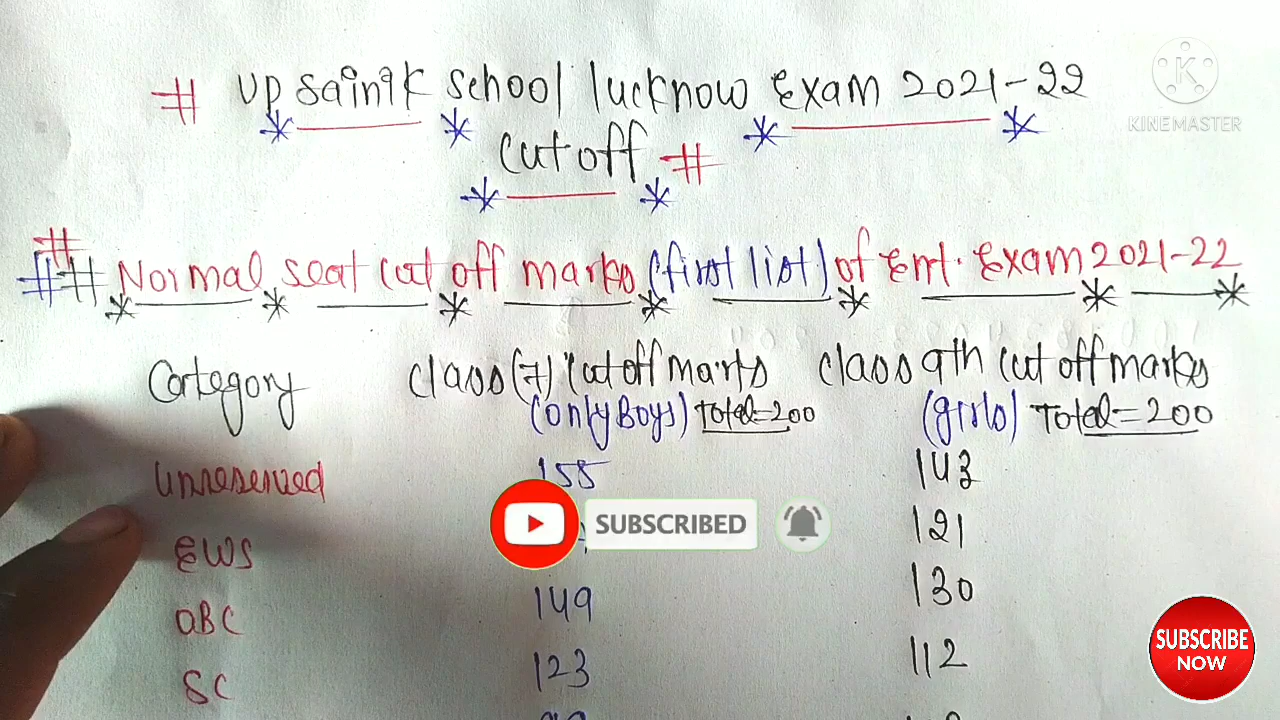 # UP Sainik School lucknow Exam 2021-22
KINEMASTER
Cut off #
## Normal seat cut off marks (first list) of Ent. Exam 2021-22
Category Class (7) Cut off marks Class 9th Cut off marks
(only Boys) Total=200 (girls) Total=200
Unreserved 155 143
SUBSCRIBED
EWS 121
OBC 149 130
SC 123 112
SUBSCRIBE
NOW